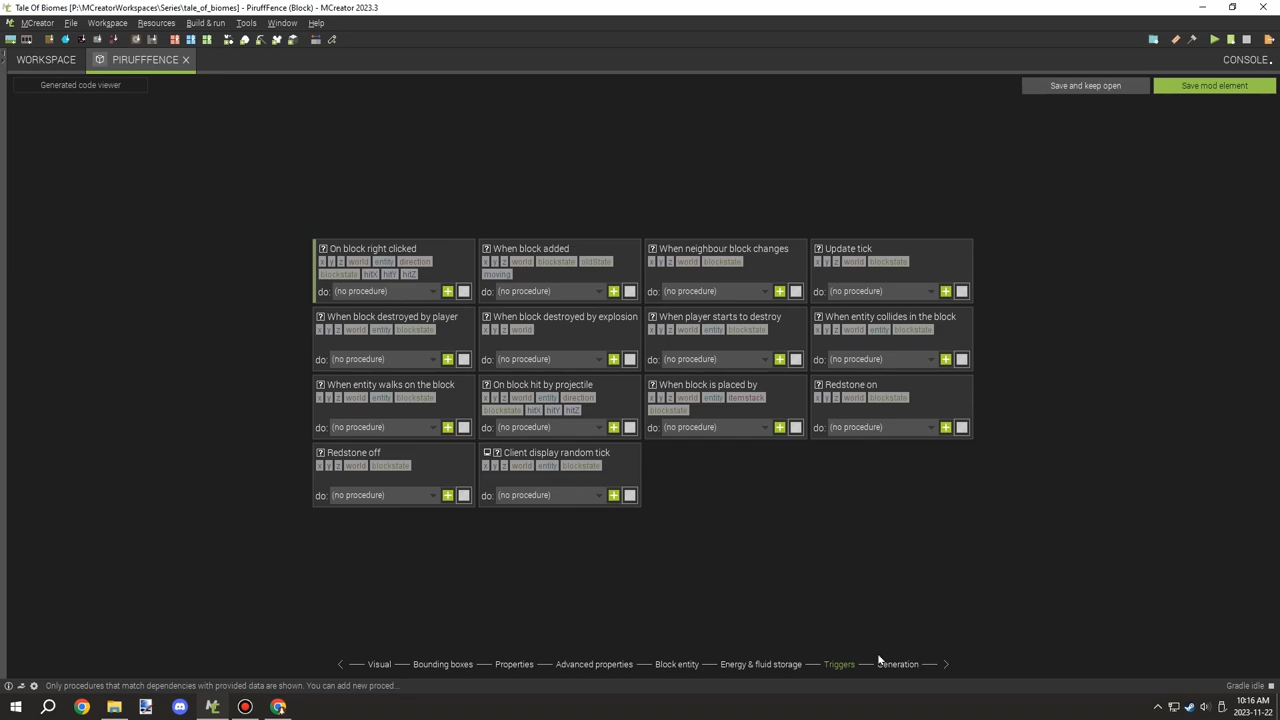 Tale Of Biomes [P:\MCreatorWorkspaces\Series\tale_of_biomes] - PiruffFence (Block) - MCreator 2023.3
MCreator File Workspace Resources Build & run Tools Window Help
WORKSPACE PIRUFFFENCE CONSOLE
Generated code viewer Save and keep open Save mod element
On block right clicked When block added When neighbour block changes Update tick
x y z world entity direction x y z world blockstate oldState x y z world blockstate x y z world blockstate
blockstate hitX hitY hitZ moving
do: (no procedure) do: (no procedure) do: (no procedure) do: (no procedure)
When block destroyed by player When block destroyed by explosion When player starts to destroy When entity collides in the block
x y z world entity blockstate x y z world x y z world entity blockstate x y z world entity blockstate
do: (no procedure) do: (no procedure) do: (no procedure) do: (no procedure)
When entity walks on the block On block hit by projectile When block is placed by Redstone on
x y z world entity blockstate x y z world entity direction x y z world entity itemstack x y z world blockstate
blockstate hitX hitY hitZ blockstate
do: (no procedure) do: (no procedure) do: (no procedure) do: (no procedure)
Redstone off Client display random tick
x y z world blockstate x y z world entity blockstate
do: (no procedure) do: (no procedure)
Visual Bounding boxes Properties Advanced properties Block entity Energy & fluid storage Triggers Generation
Only procedures that match dependencies with provided data are shown. You can add new proced... Gradle idle
10:16 AM
2023-11-22